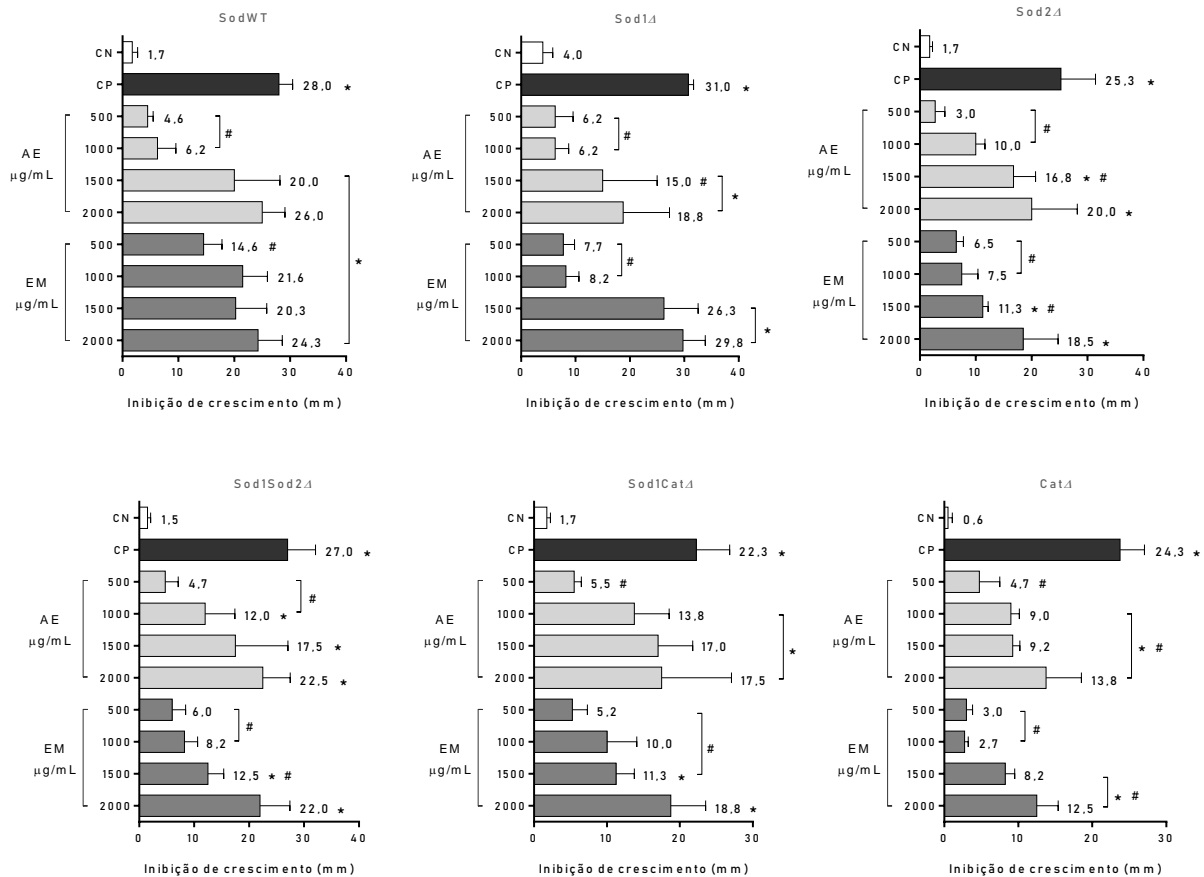 SodWT
CN 1,7
CP 28,0 *
AE
µg/mL
500 4,6
1000 6,2
#
1500 20,0
2000 26,0
EM
µg/mL
500 14,6 #
1000 21,6
1500 20,3
2000 24,3
*
0 10 20 30 40
Inibição de crescimento (mm)
Sod1Δ
CN 4,0
CP 31,0 *
AE
µg/mL
500 6,2
1000 6,2
#
1500 15,0 #
2000 18,8
*
EM
µg/mL
500 7,7
1000 8,2
#
1500 26,3
2000 29,8
*
0 10 20 30 40
Inibição de crescimento (mm)
Sod2Δ
CN 1,7
CP 25,3 *
AE
µg/mL
500 3,0
1000 10,0
#
1500 16,8 * #
2000 20,0 *
EM
µg/mL
500 6,5
1000 7,5
#
1500 11,3 * #
2000 18,5 *
0 10 20 30 40
Inibição de crescimento (mm)
Sod1Sod2Δ
CN 1,5
CP 27,0 *
AE
µg/mL
500 4,7
1000 12,0 *
#
1500 17,5 *
2000 22,5 *
EM
µg/mL
500 6,0
1000 8,2
#
1500 12,5 * #
2000 22,0 *
0 10 20 30 40
Inibição de crescimento (mm)
Sod1CatΔ
CN 1,7
CP 22,3 *
AE
µg/mL
500 5,5 #
1000 13,8
1500 17,0
2000 17,5
*
EM
µg/mL
500 5,2
1000 10,0
1500 11,3 *
#
2000 18,8 *
0 10 20 30
Inibição de crescimento (mm)
CatΔ
CN 0,6
CP 24,3 *
AE
µg/mL
500 4,7 #
1000 9,0
1500 9,2
2000 13,8
* #
EM
µg/mL
500 3,0
1000 2,7
#
1500 8,2
2000 12,5
* #
0 10 20 30
Inibição de crescimento (mm)